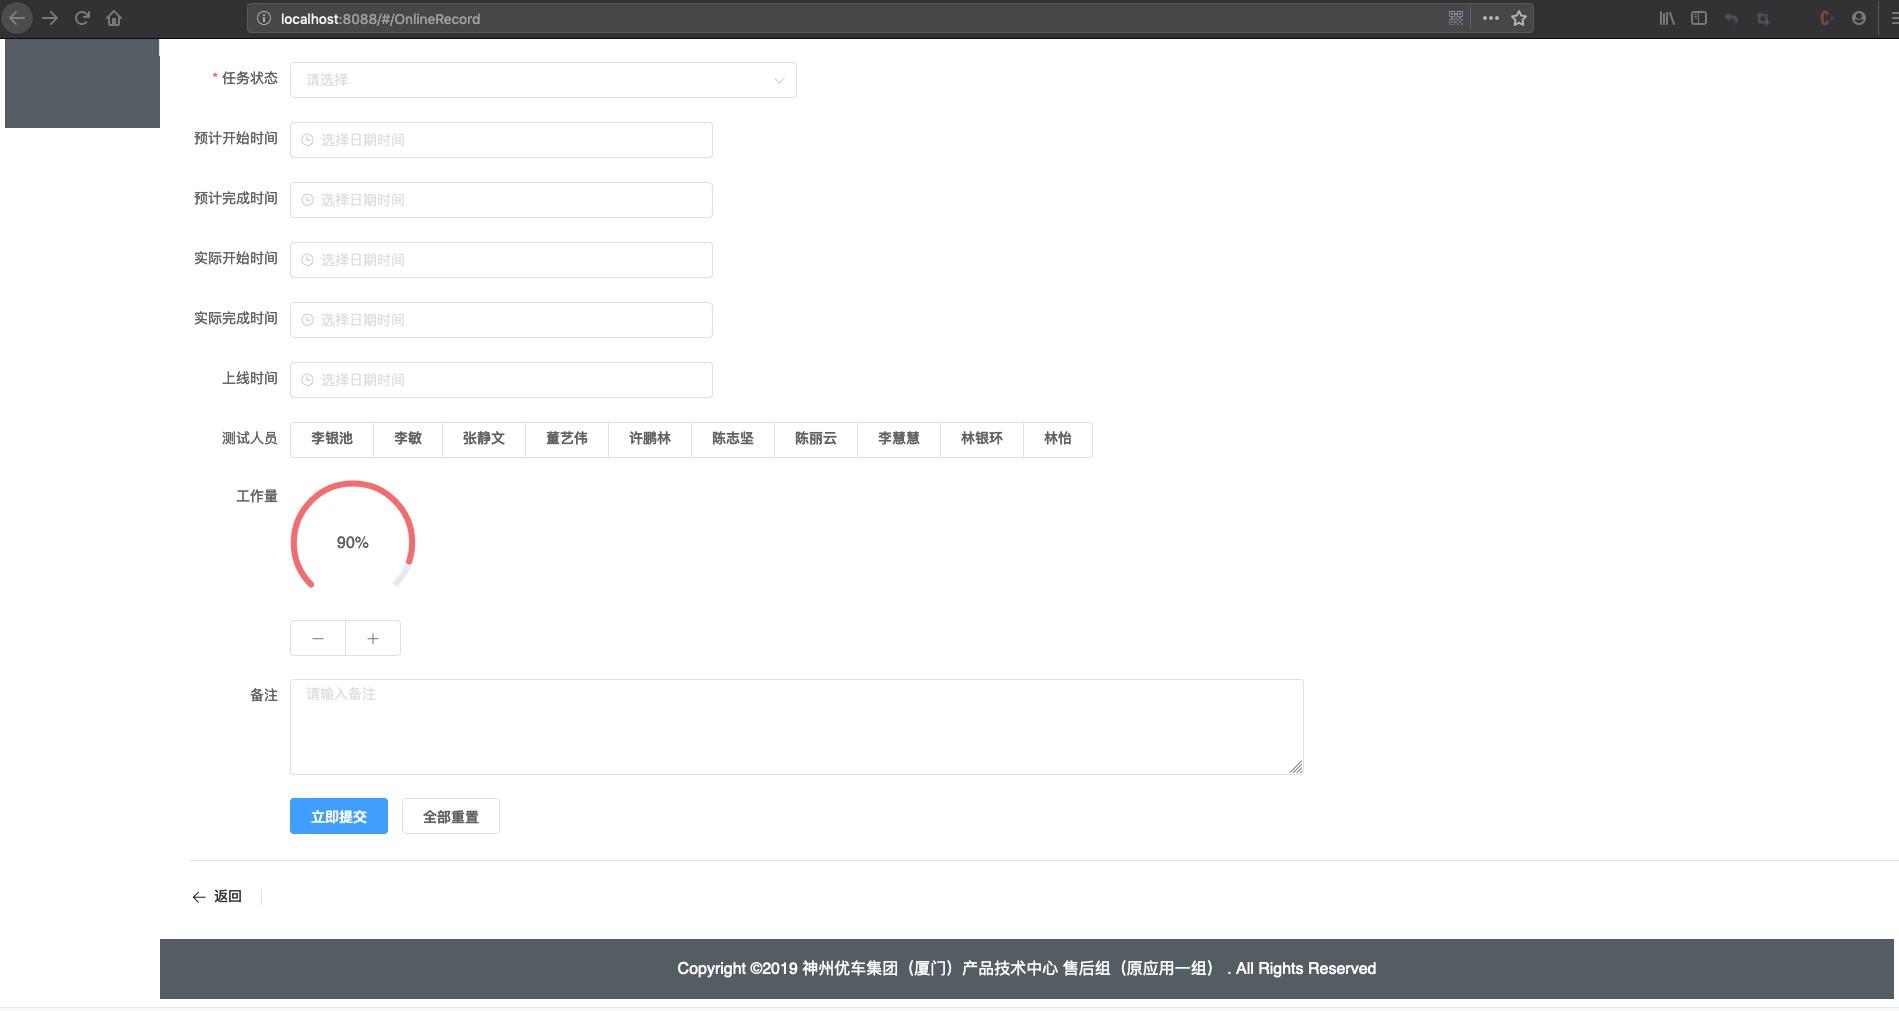 localhost:8088/#/OnlineRecord
* 任务状态 请选择
预计开始时间 选择日期时间
预计完成时间 选择日期时间
实际开始时间 选择日期时间
实际完成时间 选择日期时间
上线时间 选择日期时间
测试人员 李银池 李敏 张静文 董艺伟 许鹏林 陈志坚 陈丽云 李慧慧 林银环 林怡
工作量
90%
备注 请输入备注
立即提交 全部重置
返回
Copyright ©2019 神州优车集团（厦门）产品技术中心 售后组（原应用一组） . All Rights Reserved